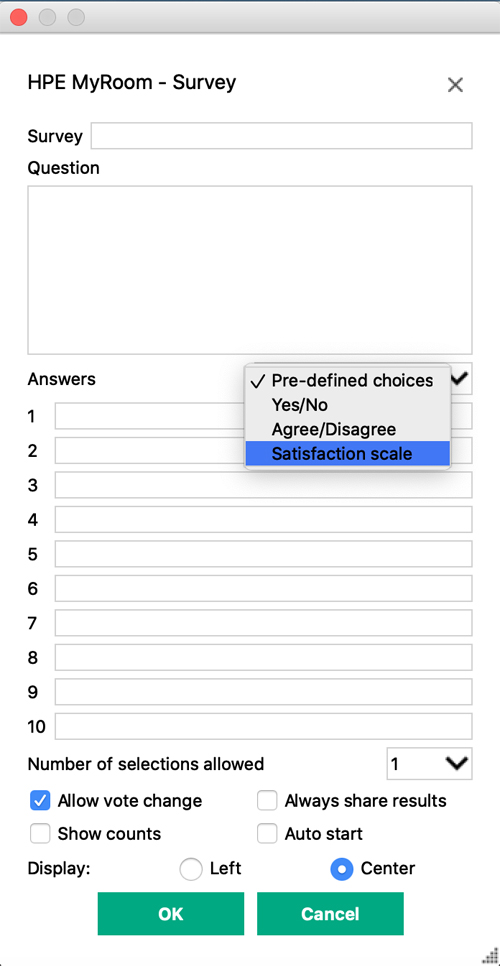 HPE MyRoom - Survey
Survey
Question
Answers
Pre-defined choices
Yes/No
Agree/Disagree
Satisfaction scale
1
2
3
4
5
6
7
8
9
10
Number of selections allowed 1
Allow vote change Always share results
Show counts Auto start
Display: Left Center
OK Cancel